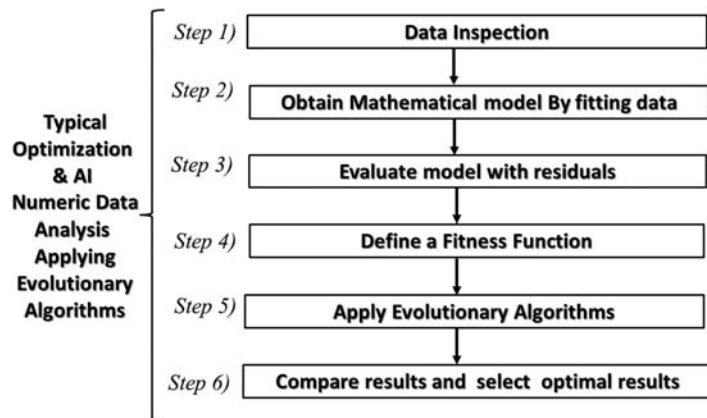 Typical
Optimization
& AI
Numeric Data
Analysis
Applying
Evolutionary
Algorithms
Step 1)
Data Inspection
Step 2)
Obtain Mathematical model By fitting data
Step 3)
Evaluate model with residuals
Step 4)
Define a Fitness Function
Step 5)
Apply Evolutionary Algorithms
Step 6)
Compare results and select optimal results